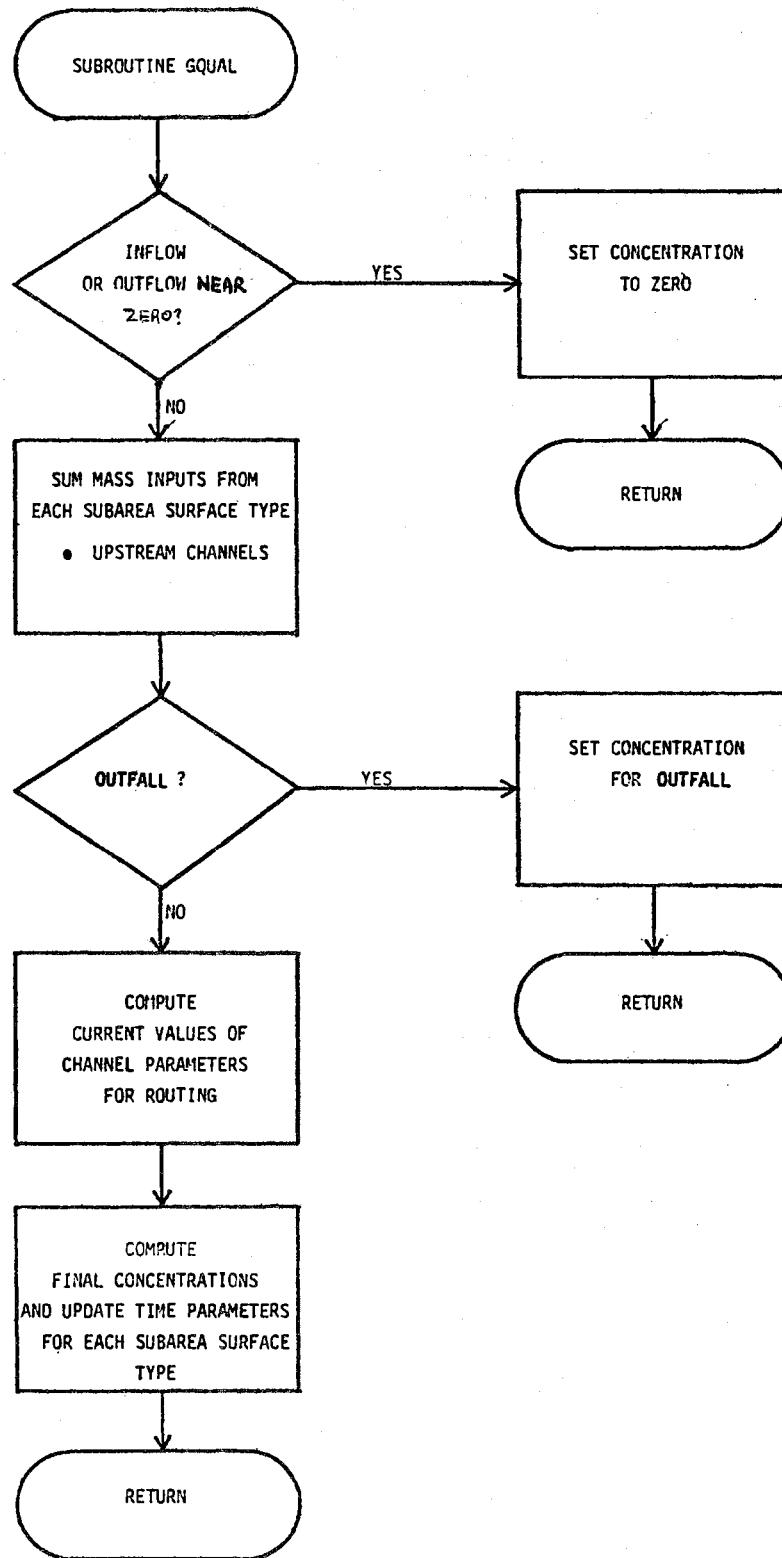 SUBROUTINE GQUAL
INFLOW
OR OUTFLOW NEAR
ZERO?
YES
SET CONCENTRATION
TO ZERO
RETURN
NO
SUM MASS INPUTS FROM
EACH SUBAREA SURFACE TYPE
• UPSTREAM CHANNELS
OUTFALL ?
YES
SET CONCENTRATION
FOR OUTFALL
RETURN
NO
COMPUTE
CURRENT VALUES OF
CHANNEL PARAMETERS
FOR ROUTING
COMPUTE
FINAL CONCENTRATIONS
AND UPDATE TIME PARAMETERS
FOR EACH SUBAREA SURFACE
TYPE
RETURN